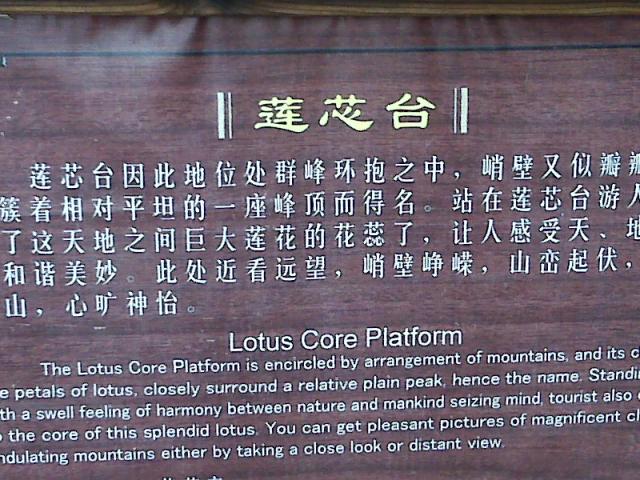 莲芯台
莲芯台因此地位处群峰环抱之中，峭壁又似瓣瓣
簇着相对平坦的一座峰顶而得名。站在莲芯台游人
了这天地之间巨大莲花的花蕊了，让人感受天、地
和谐美妙。此处近看远望，峭壁峥嵘，山峦起伏，
山，心旷神怡。
Lotus Core Platform
The Lotus Core Platform is encircled by arrangement of mountains, and its
petals of lotus, closely surround a relative plain peak, hence the name.
a swell feeling of harmony between nature and mankind seizing mind, tourist also
the core of this splendid lotus. You can get pleasant pictures of magnificent
undulating mountains either by taking a close look or distant view.